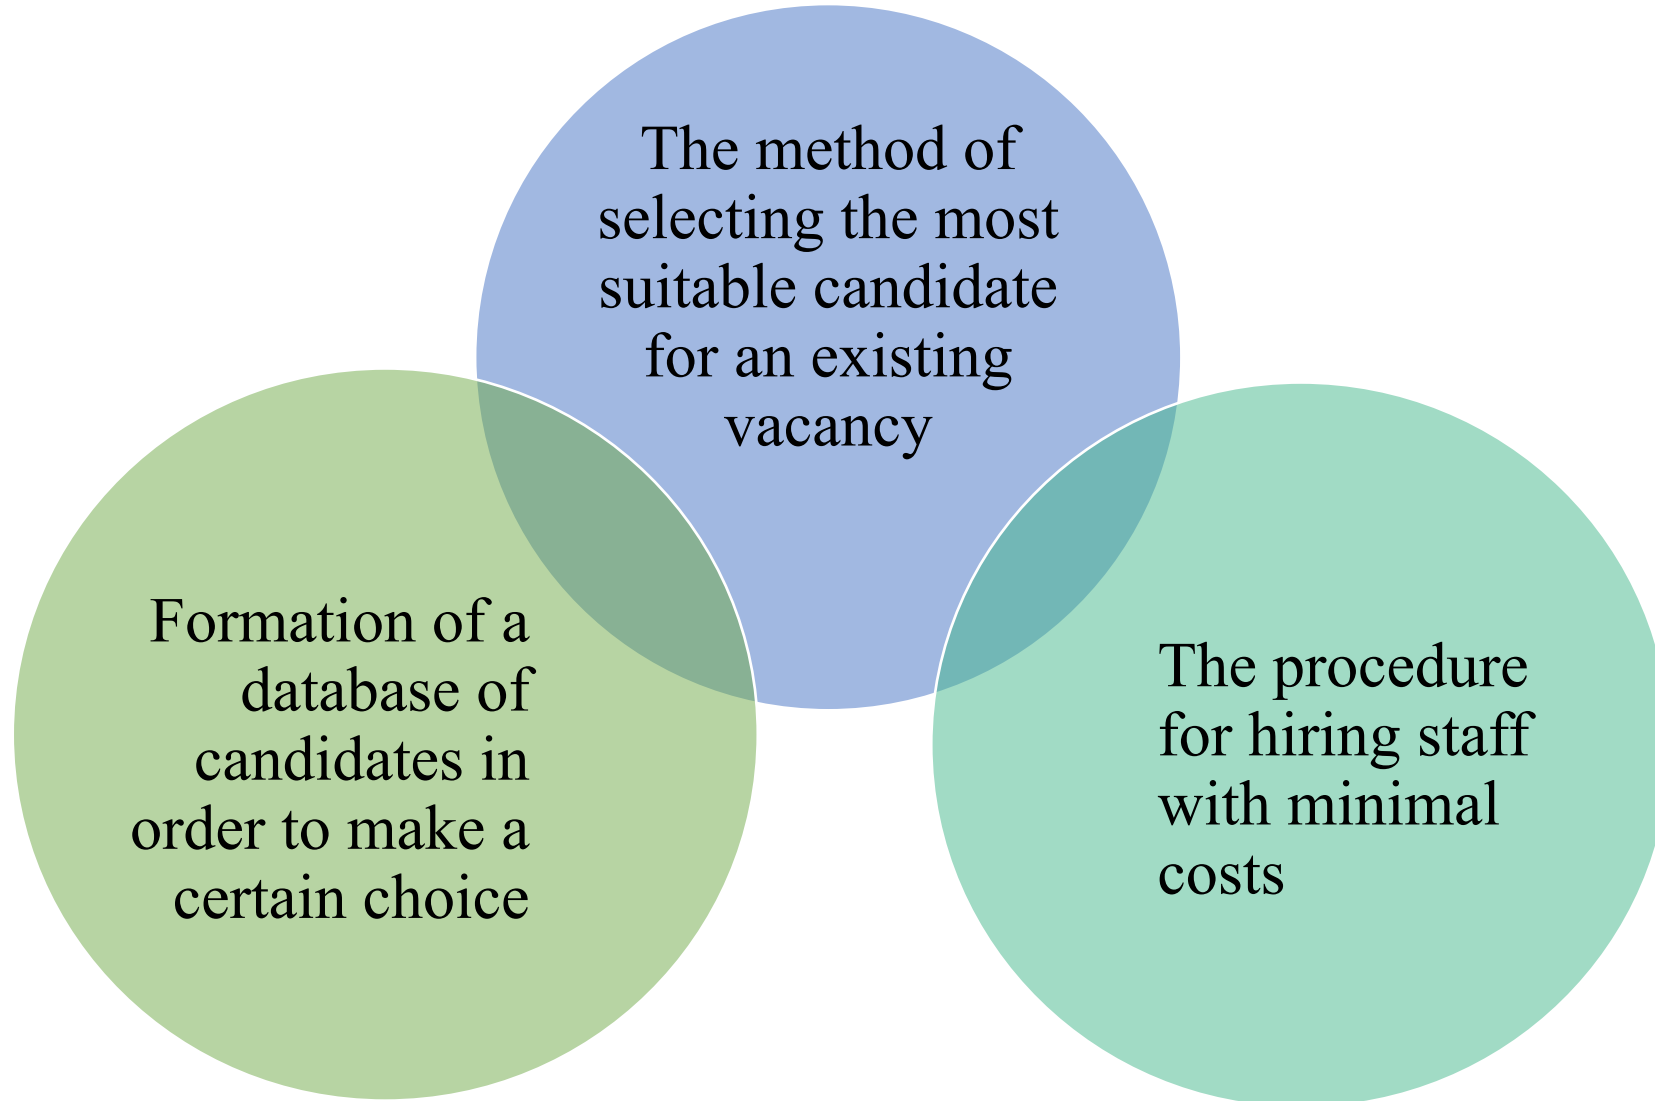 The method of
selecting the most
suitable candidate
for an existing
vacancy
Formation of a
database of
candidates in
order to make a
certain choice
The procedure
for hiring staff
with minimal
costs